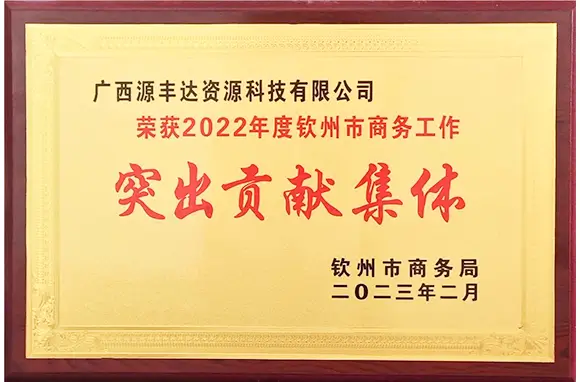 广西源丰达资源科技有限公司
荣获2022年度钦州市商务工作
突出贡献集体
钦州市商务局
二〇二三年二月